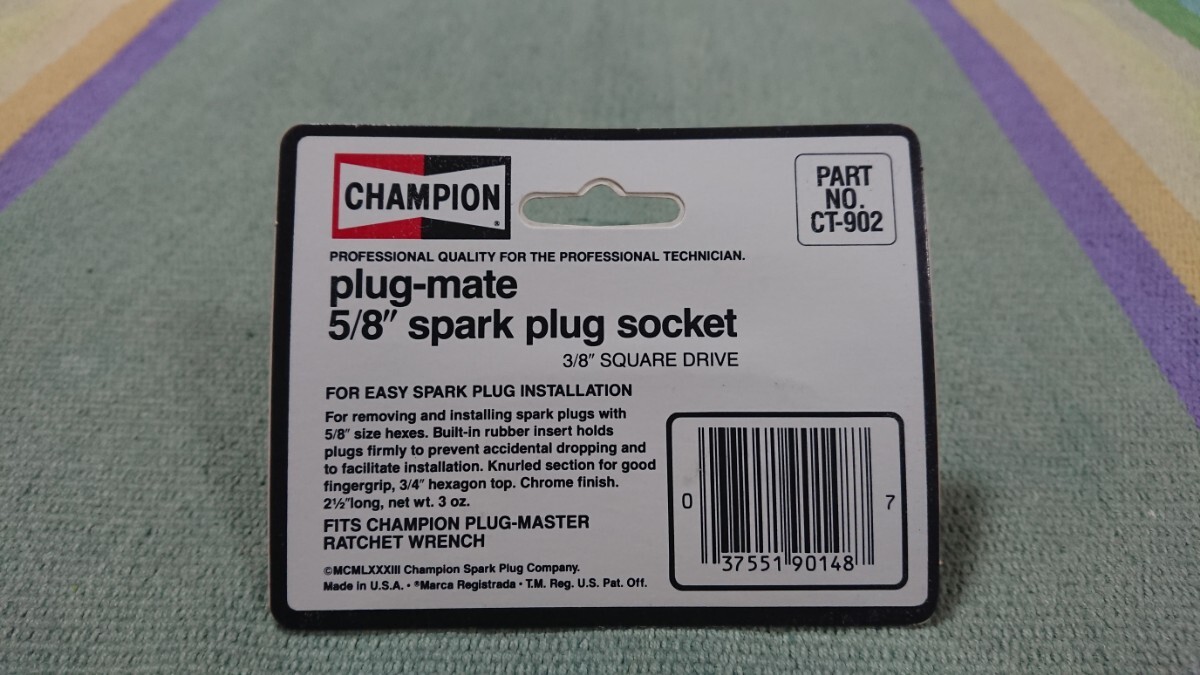 CHAMPION®
PART
NO.
CT-902
PROFESSIONAL QUALITY FOR THE PROFESSIONAL TECHNICIAN.
plug-mate
5/8" spark plug socket
3/8" SQUARE DRIVE
FOR EASY SPARK PLUG INSTALLATION
For removing and installing spark plugs with
5/8" size hexes. Built-in rubber insert holds
plugs firmly to prevent accidental dropping and
to facilitate installation. Knurled section for good
fingergrip, 3/4" hexagon top. Chrome finish.
2½"long, net wt. 3 oz.
FITS CHAMPION PLUG-MASTER
RATCHET WRENCH
©MCMLXXXIII Champion Spark Plug Company.
Made in U.S.A. • ®Marca Registrada • T.M. Reg. U.S. Pat. Off.
0 37551 90148 7